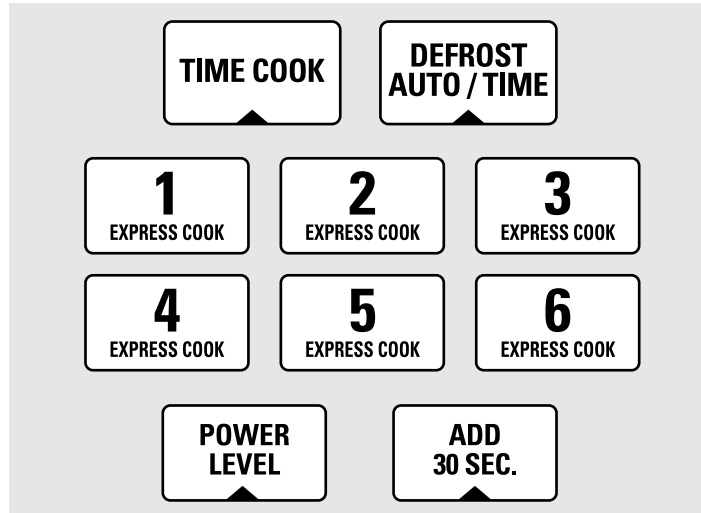 TIME COOK
DEFROST
AUTO / TIME
1
EXPRESS COOK
2
EXPRESS COOK
3
EXPRESS COOK
4
EXPRESS COOK
5
EXPRESS COOK
6
EXPRESS COOK
POWER
LEVEL
ADD
30 SEC.